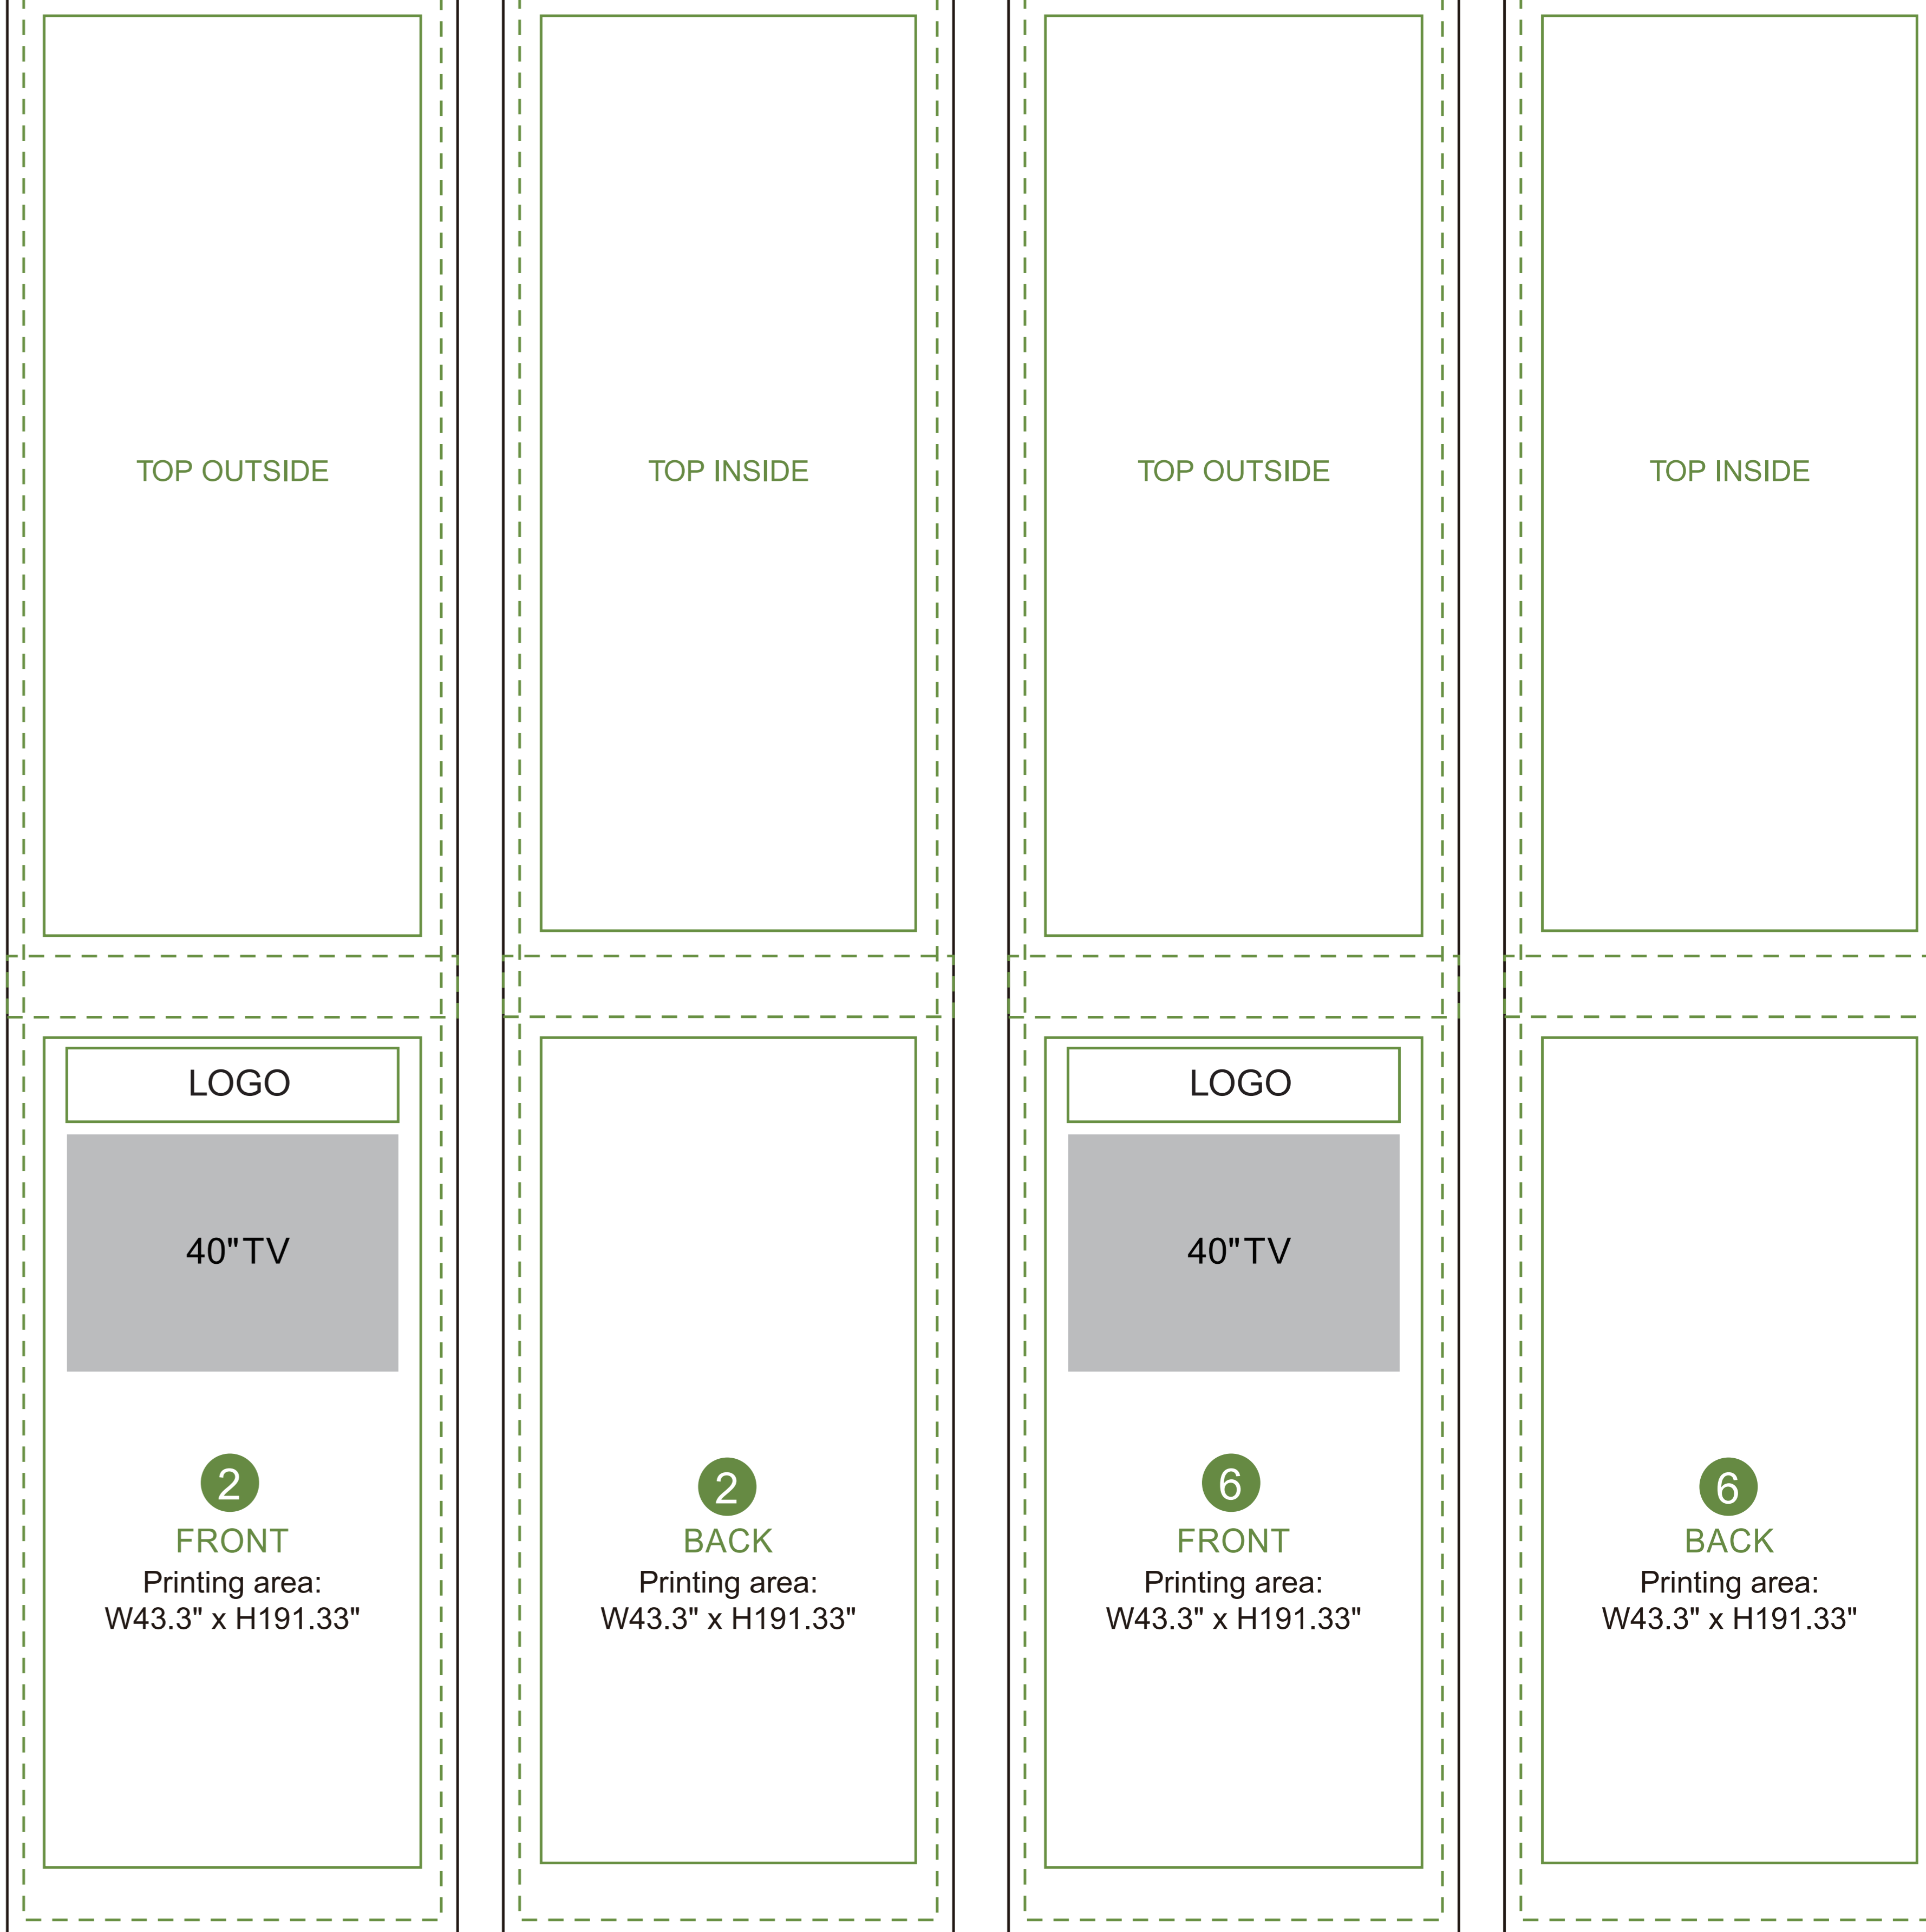 TOP OUTSIDE
TOP INSIDE
TOP OUTSIDE
TOP INSIDE
LOGO
40"TV
2
FRONT
Printing area:
W43.3" x H191.33"
2
BACK
Printing area:
W43.3" x H191.33"
LOGO
40"TV
6
FRONT
Printing area:
W43.3" x H191.33"
6
BACK
Printing area:
W43.3" x H191.33"